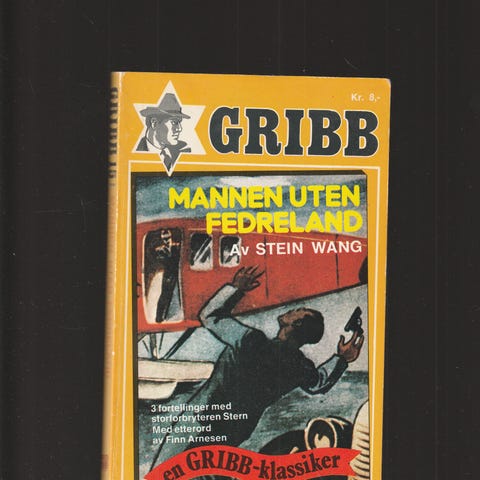 Kr. 8,-
GRIBB
MANNEN UTEN
FEDRELAND
Av STEIN WANG
3 fortellinger med
storforbryteren Stern
Med etterord
av Finn Arnesen
en GRIBB-klassiker